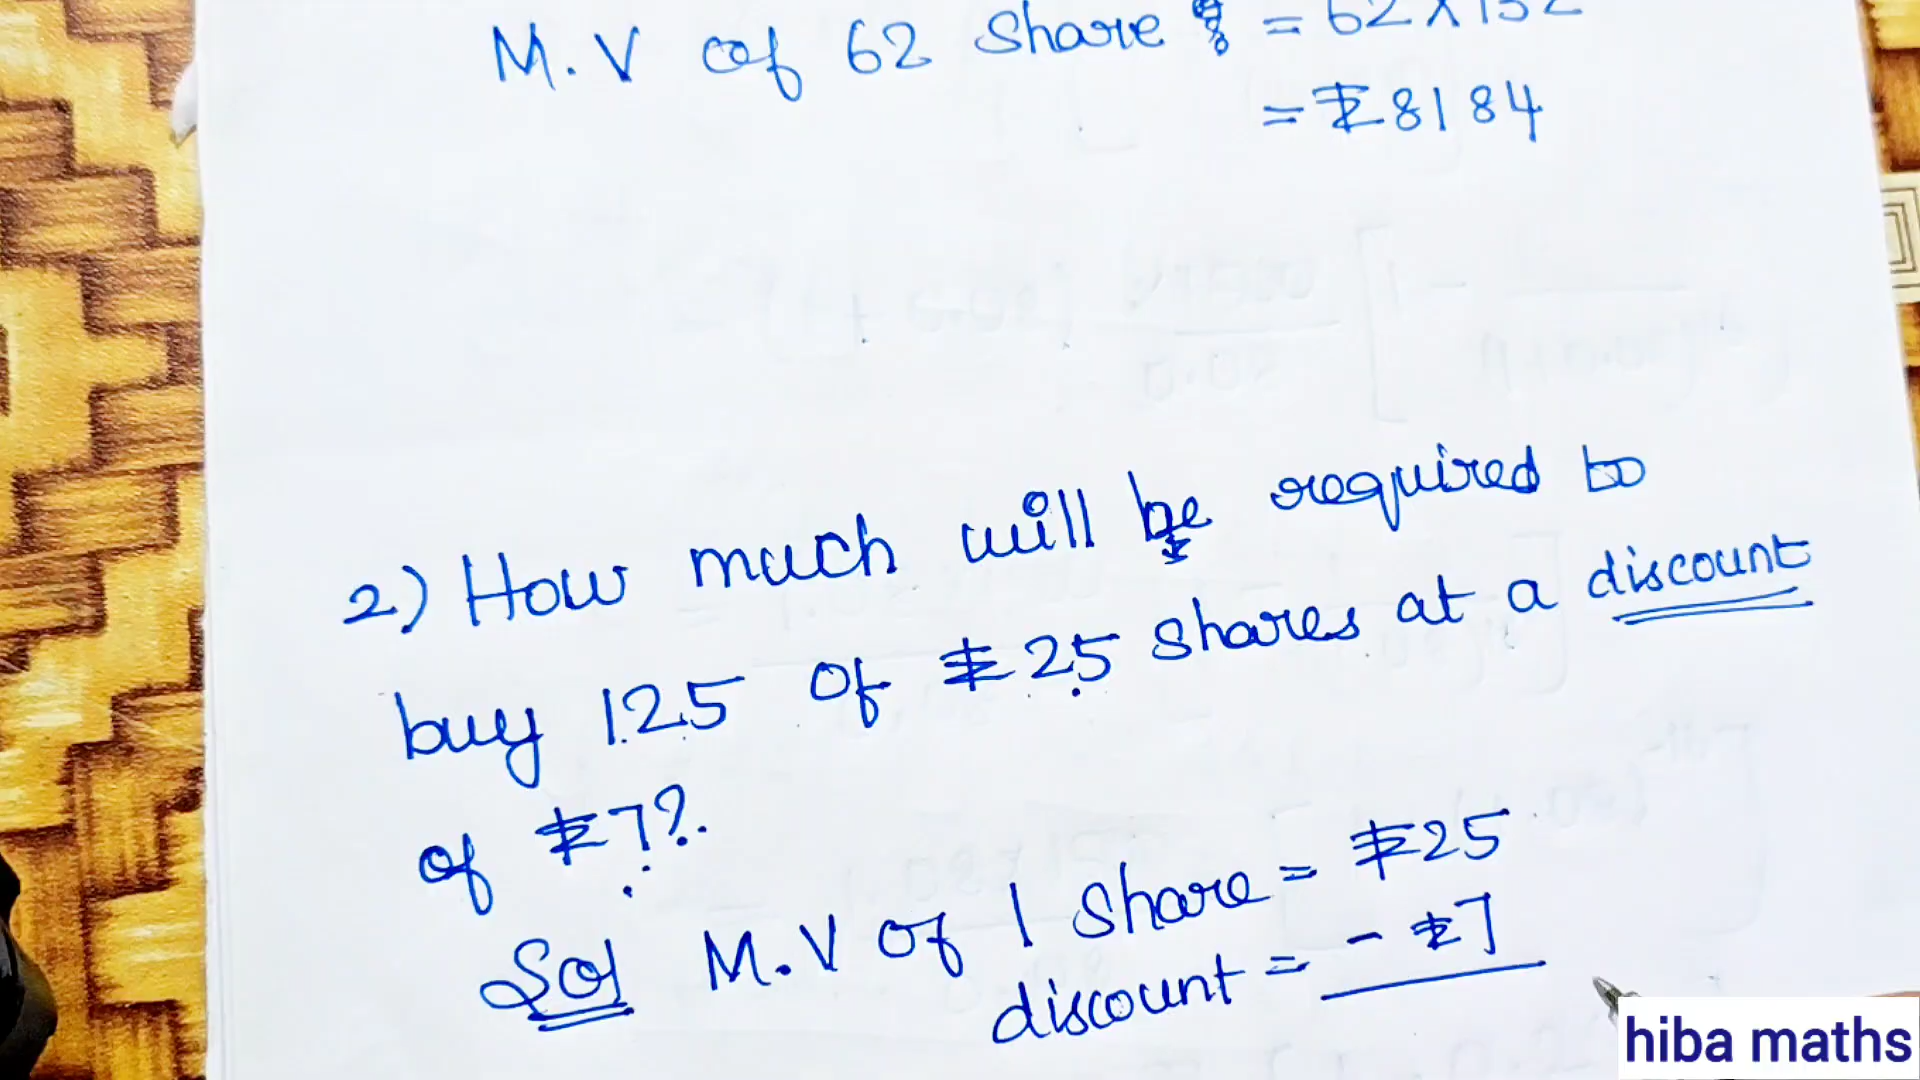 M.V of 62 Share = 62 X 132
= ₹ 8184
2) How much will be required to
buy 125 of ₹ 25 shares at a discount
of ₹ 7?.
Sol M.V of 1 Share = ₹ 25
discount = - ₹ 7
hiba maths